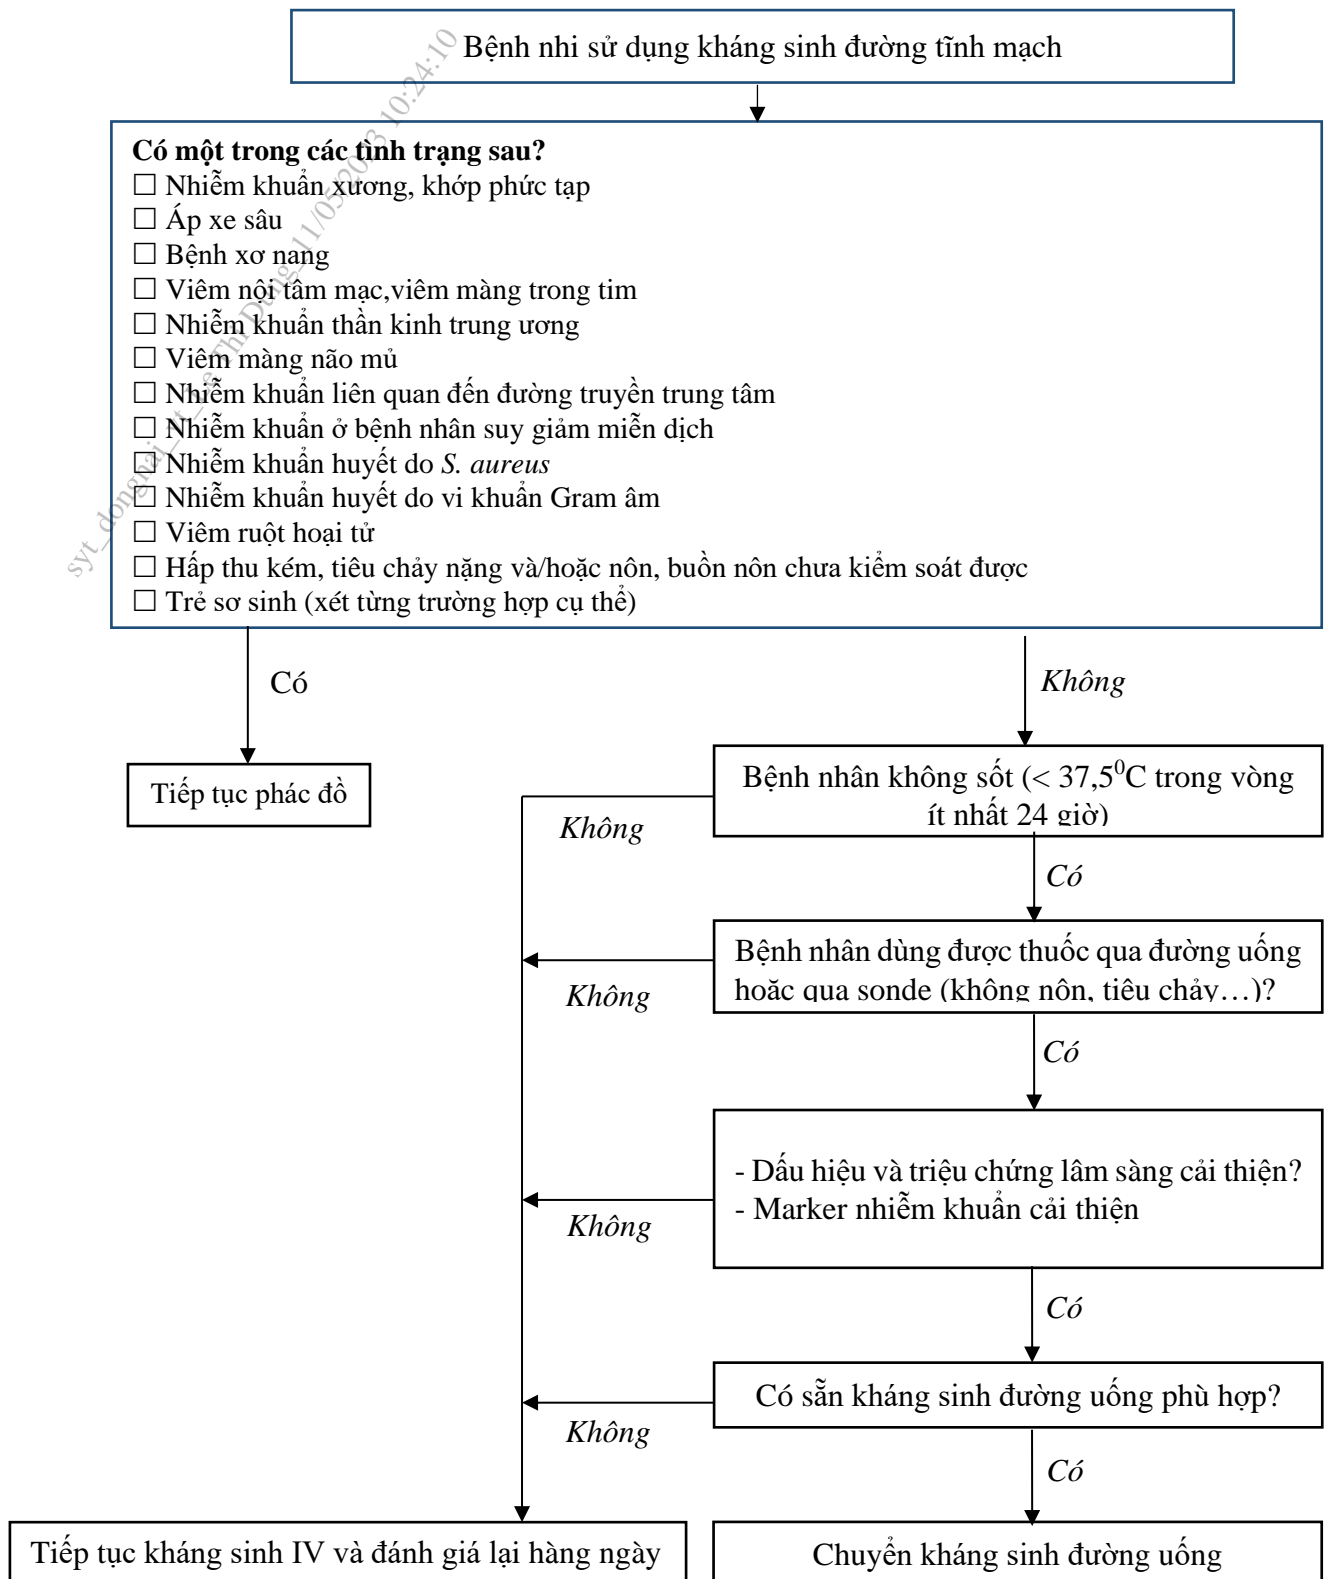 Bệnh nhi sử dụng kháng sinh đường tĩnh mạch
Có một trong các tình trạng sau?
☐ Nhiễm khuẩn xương, khớp phức tạp
☐ Áp xe sâu
☐ Bệnh xơ nang
☐ Viêm nội tâm mạc,viêm màng trong tim
☐ Nhiễm khuẩn thần kinh trung ương
☐ Viêm màng não mủ
☐ Nhiễm khuẩn liên quan đến đường truyền trung tâm
☐ Nhiễm khuẩn ở bệnh nhân suy giảm miễn dịch
☐ Nhiễm khuẩn huyết do S. aureus
☐ Nhiễm khuẩn huyết do vi khuẩn Gram âm
☐ Viêm ruột hoại tử
☐ Hấp thu kém, tiêu chảy nặng và/hoặc nôn, buồn nôn chưa kiểm soát được
☐ Trẻ sơ sinh (xét từng trường hợp cụ thể)
Có
Không
Tiếp tục phác đồ
Bệnh nhân không sốt (< 37,5⁰C trong vòng
ít nhất 24 giờ)
Không
Có
Bệnh nhân dùng được thuốc qua đường uống
hoặc qua sonde (không nôn, tiêu chảy…)?
Không
Có
- Dấu hiệu và triệu chứng lâm sàng cải thiện?
- Marker nhiễm khuẩn cải thiện
Không
Có
Có sẵn kháng sinh đường uống phù hợp?
Không
Có
Tiếp tục kháng sinh IV và đánh giá lại hàng ngày
Chuyển kháng sinh đường uống